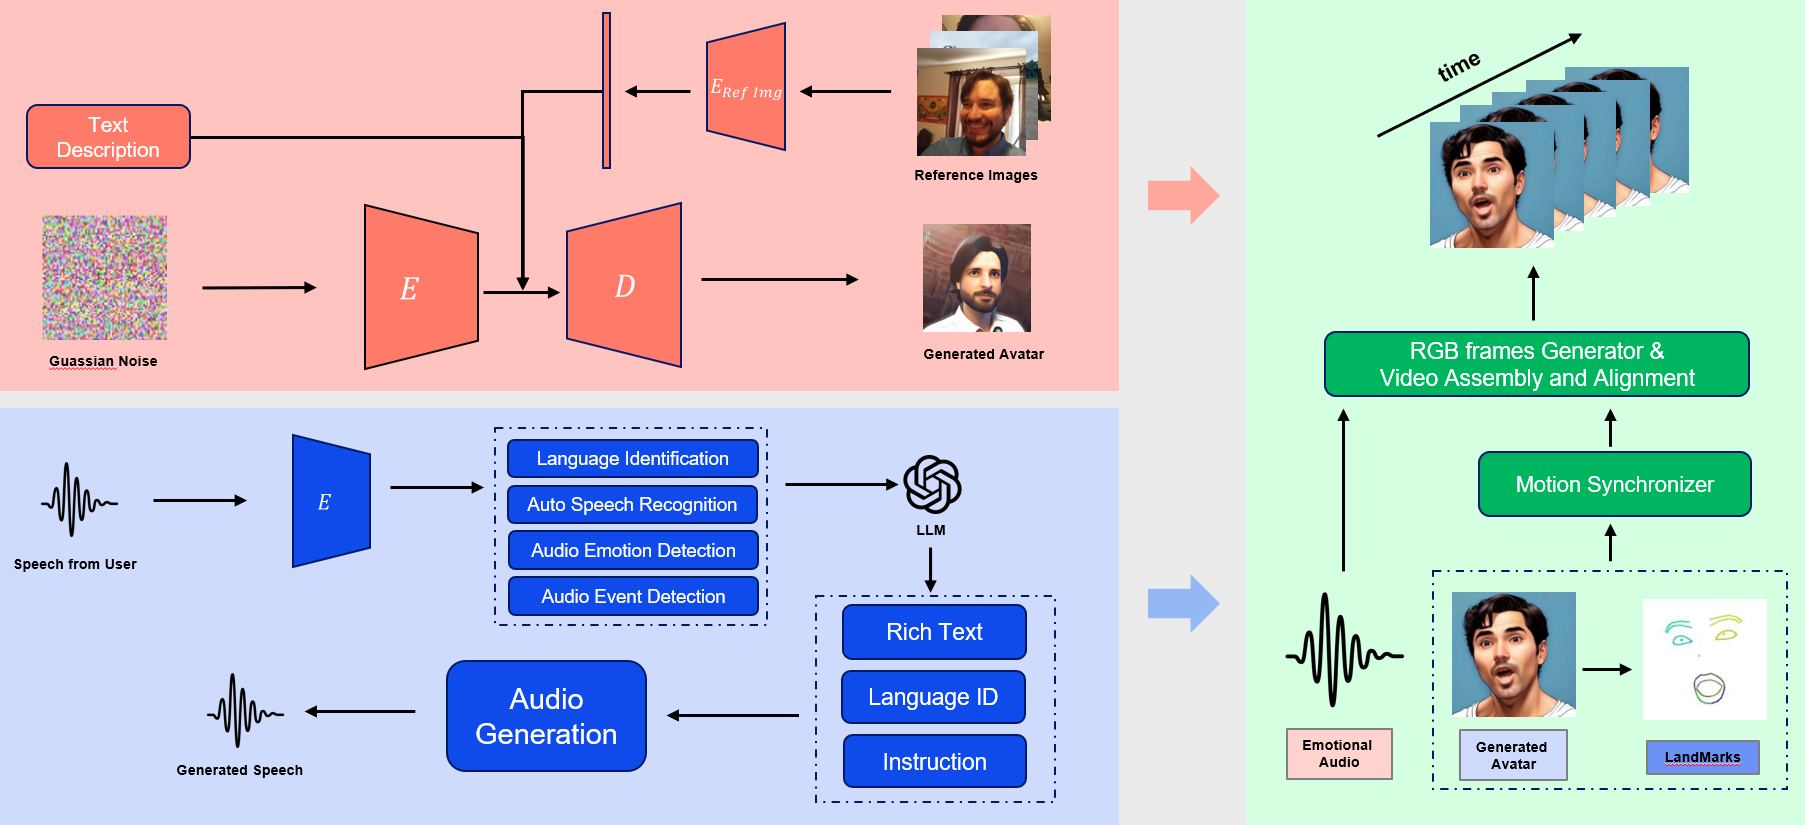 Text
Description
E Ref Img
Reference Images
E
D
Guassian Noise
Generated Avatar
Speech from User
E
Language Identification
Auto Speech Recognition
Audio Emotion Detection
Audio Event Detection
LLM
Rich Text
Language ID
Instruction
Audio
Generation
Generated Speech
time
RGB frames Generator &
Video Assembly and Alignment
Motion Synchronizer
Emotional
Audio
Generated
Avatar
LandMarks